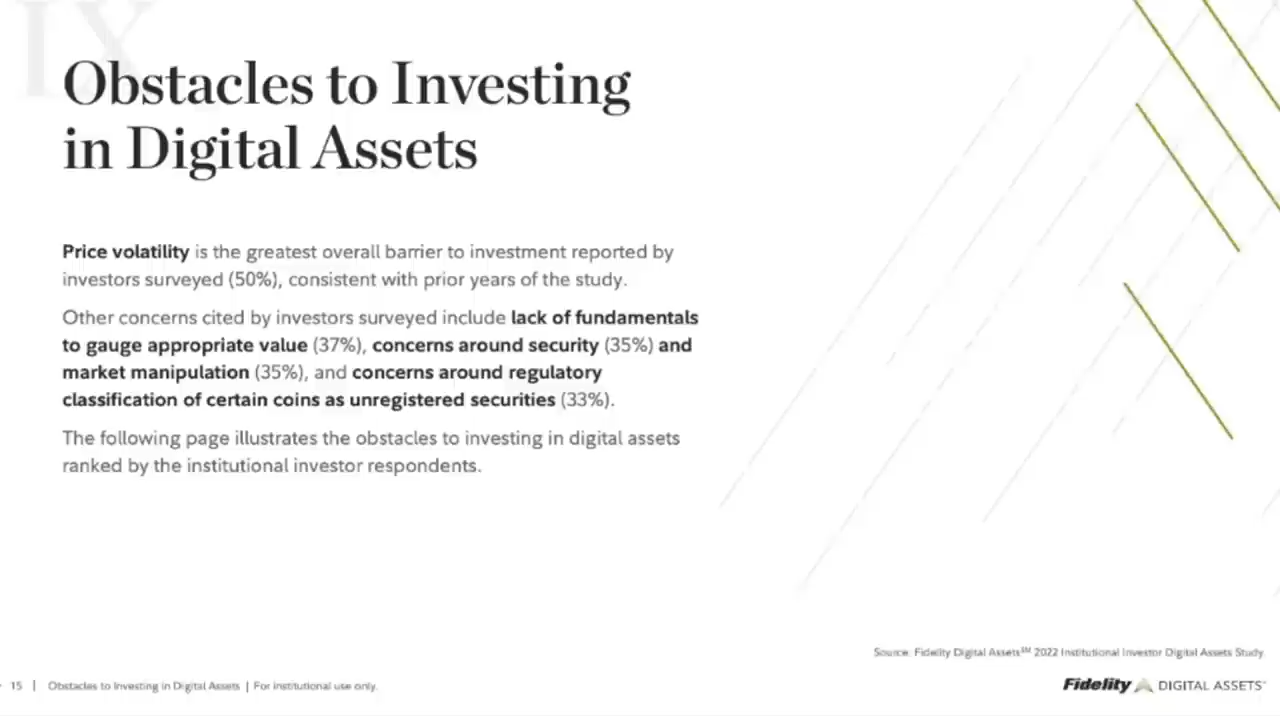 IX
Obstacles to Investing
in Digital Assets
Price volatility is the greatest overall barrier to investment reported by
investors surveyed (50%), consistent with prior years of the study.
Other concerns cited by investors surveyed include lack of fundamentals
to gauge appropriate value (37%), concerns around security (35%) and
market manipulation (35%), and concerns around regulatory
classification of certain coins as unregistered securities (33%).
The following page illustrates the obstacles to investing in digital assets
ranked by the institutional investor respondents.
Source: Fidelity Digital Assets℠ 2022 Institutional Investor Digital Assets Study.
15 | Obstacles to Investing in Digital Assets | For institutional use only.
Fidelity DIGITAL ASSETS